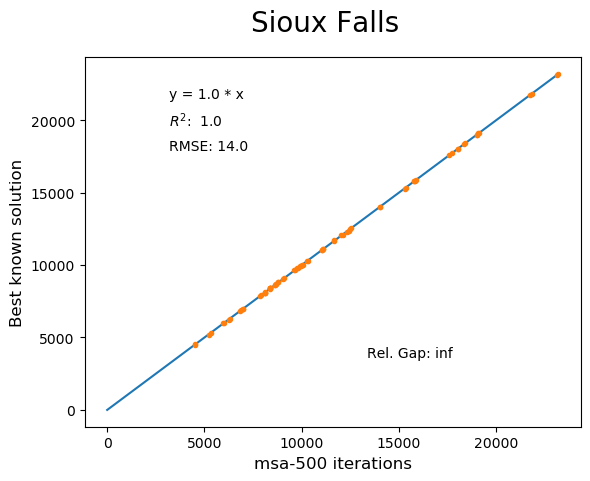 Sioux Falls
y = 1.0 * x
R²: 1.0
RMSE: 14.0
Rel. Gap: inf
Best known solution
20000
15000
10000
5000
0
0 5000 10000 15000 20000
msa-500 iterations